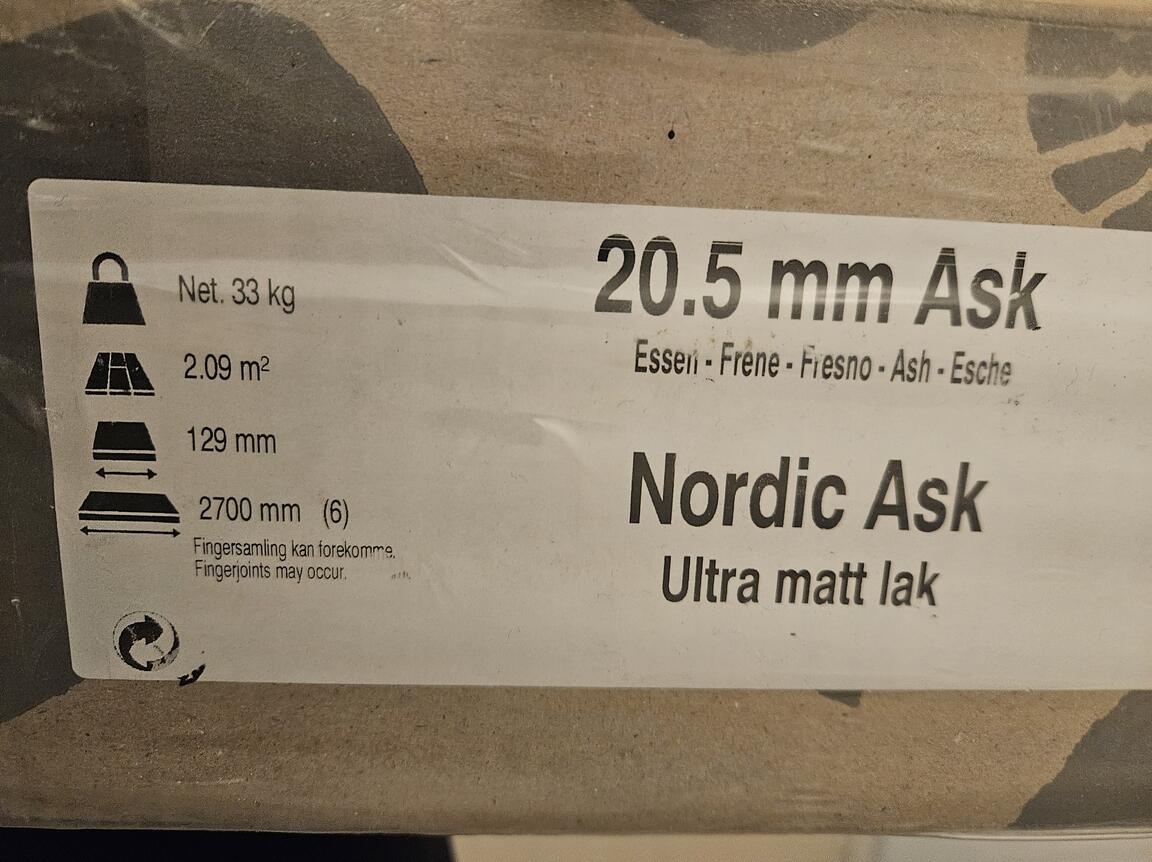 Net. 33 kg
2.09 m²
129 mm
2700 mm (6)
Fingersamling kan forekomme.
Fingerjoints may occur.
20.5 mm Ask
Essen - Frêne - Fresno - Ash - Esche
Nordic Ask
Ultra matt lak